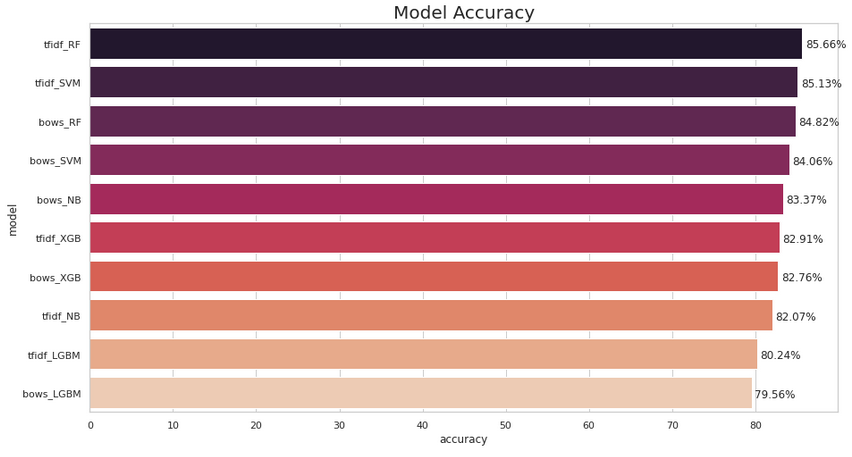 Model Accuracy
tfidf_RF 85.66%
tfidf_SVM 85.13%
bows_RF 84.82%
bows_SVM 84.06%
bows_NB 83.37%
model
tfidf_XGB 82.91%
bows_XGB 82.76%
tfidf_NB 82.07%
tfidf_LGBM 80.24%
bows_LGBM 79.56%
0 10 20 30 40 50 60 70 80
accuracy